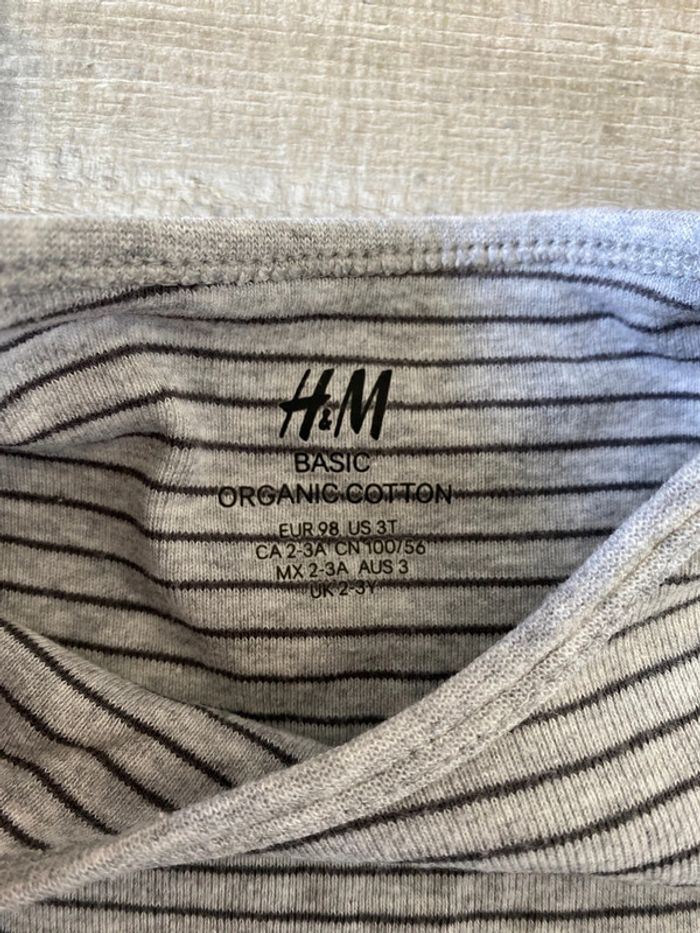 H&M
BASIC
ORGANIC COTTON
EUR 98 US 3T
CA 2-3A CN 100/56
MX 2-3A AUS 3
UK 2-3Y